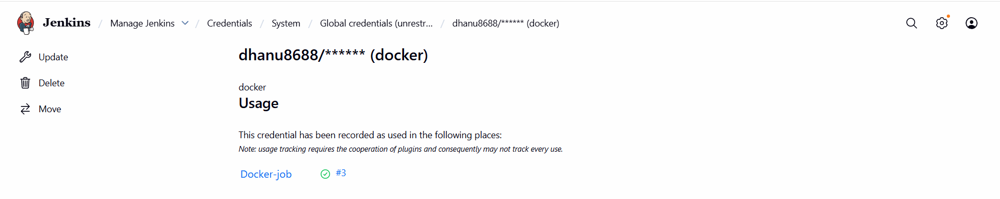 Jenkins / Manage Jenkins / Credentials / System / Global credentials (unrestr... / dhanu8688/****** (docker)
Update
Delete
Move
dhanu8688/****** (docker)
docker
Usage
This credential has been recorded as used in the following places:
Note: usage tracking requires the cooperation of plugins and consequently may not track every use.
Docker-job #3